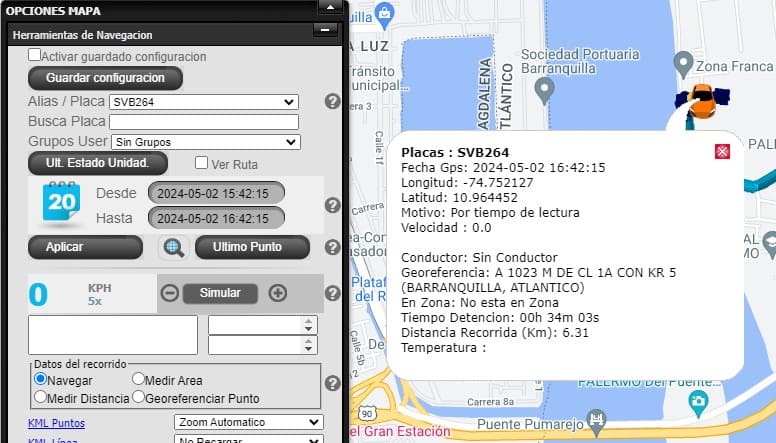 OPCIONES MAPA
Herramientas de Navegacion
Activar guardado configuracion
Guardar configuracion
Alias / Placa SVB264
Busca Placa
Grupos User Sin Grupos
Ult. Estado Unidad. Ver Ruta
20
Desde 2024-05-02 15:42:15
Hasta 2024-05-02 16:42:15
Aplicar Ultimo Punto
0 KPH
5x
Simular
Datos del recorrido
Navegar Medir Area
Medir Distancia Georeferenciar Punto
KML Puntos Zoom Automatico
KML Línea No Recargar
A LUZ
Tránsito
unicipal...
Carrera 3
MAGDALENA
ATLÁNTICO
Sociedad Portuaria
Barranquilla
Zona Franca
Calle 1f
PALE
Placas : SVB264
Fecha Gps: 2024-05-02 16:42:15
Longitud: -74.752127
Latitud: 10.964452
Motivo: Por tiempo de lectura
Velocidad : 0.0
Conductor: Sin Conductor
Georeferencia: A 1023 M DE CL 1A CON KR 5
(BARRANQUILLA, ATLANTICO)
En Zona: No esta en Zona
Tiempo Detencion: 00h 34m 03s
Distancia Recorrida (Km): 6.31
Temperatura :
Plataf
del R
Calle 5b
90
Carrera 8a
PALERMO Del Puente...
Puente Pumarejo
el Gran Estación